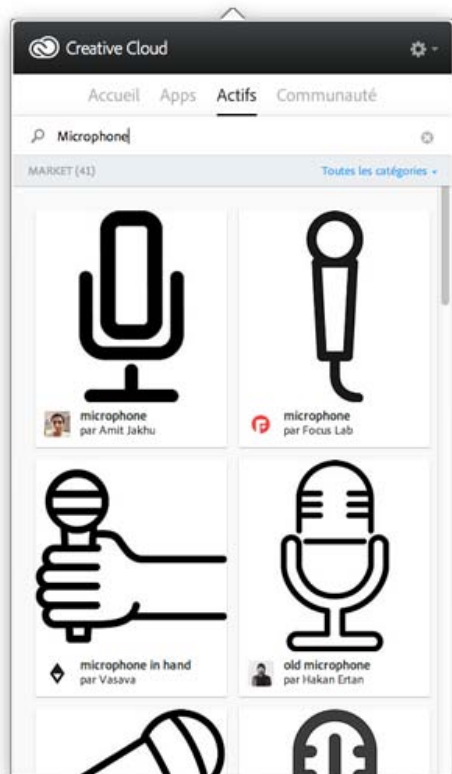 Creative Cloud
Accueil Apps Actifs Communauté
Microphone
MARKET (41) Toutes les catégories
microphone
par Amit Jakhu
microphone
par Focus Lab
microphone in hand
par Vasava
old microphone
par Hakan Ertan